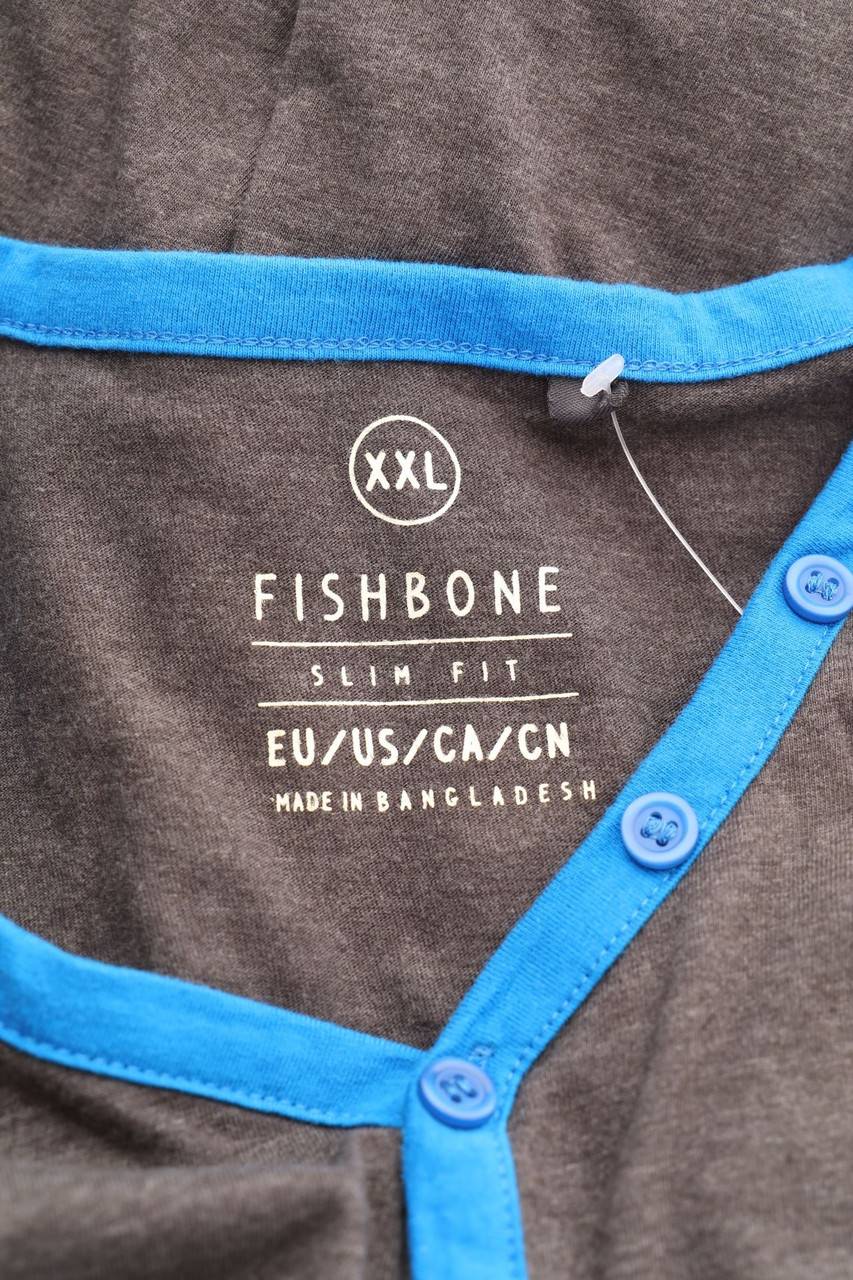 XXL
FISHBONE
SLIM FIT
EU/US/CA/CN
MADE IN BANGLADESH